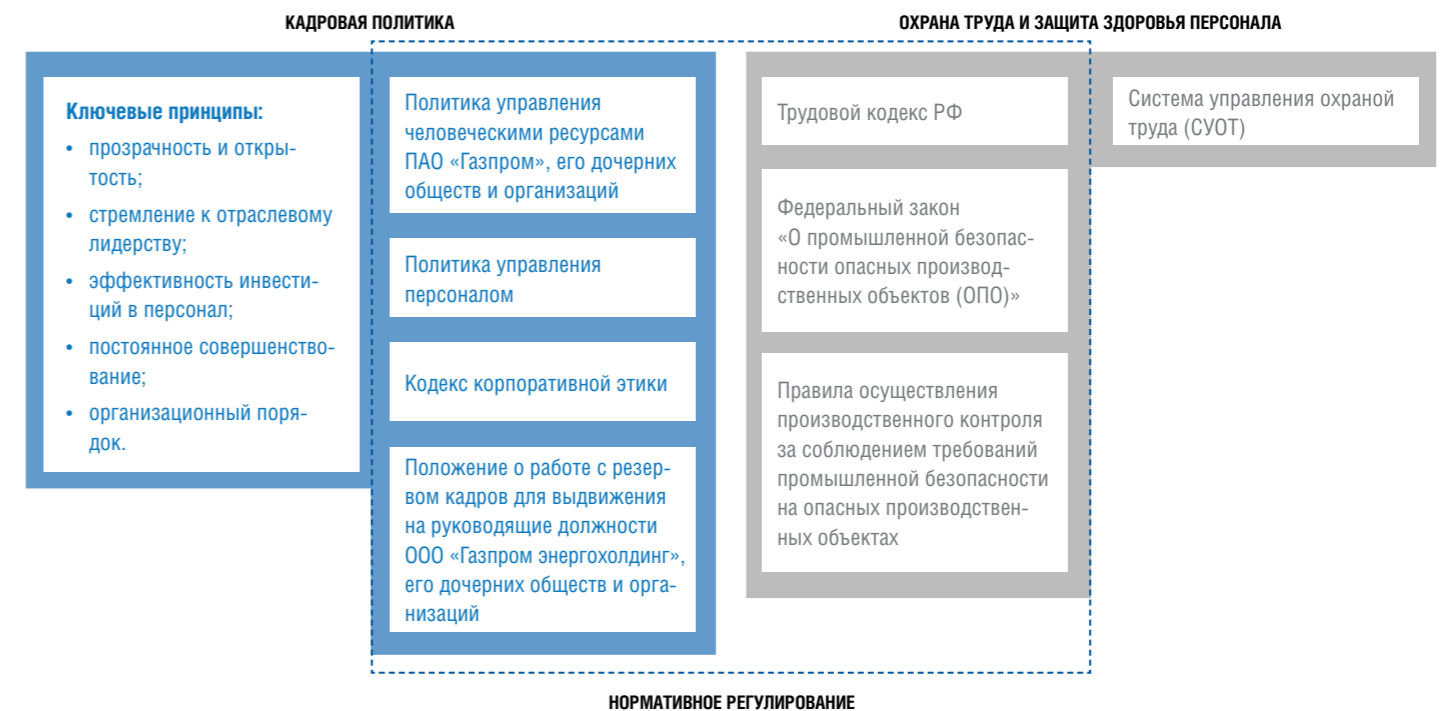 КАДРОВАЯ ПОЛИТИКА
Ключевые принципы:
• прозрачность и откры-
тость;
• стремление к отраслевому
лидерству;
• эффективность инвести-
ций в персонал;
• постоянное совершенство-
вание;
• организационный поря-
док.
Политика управления
человеческими ресурсами
ПАО «Газпром», его дочерних
обществ и организаций
Политика управления
персоналом
Кодекс корпоративной этики
Положение о работе с резер-
вом кадров для выдвижения
на руководящие должности
ООО «Газпром энергохолдинг»,
его дочерних обществ и орга-
низаций
ОХРАНА ТРУДА И ЗАЩИТА ЗДОРОВЬЯ ПЕРСОНАЛА
Трудовой кодекс РФ
Федеральный закон
«О промышленной безопас-
ности опасных производ-
ственных объектов (ОПО)»
Правила осуществления
производственного контроля
за соблюдением требований
промышленной безопасности
на опасных производствен-
ных объектах
Система управления охраной
труда (СУОТ)
НОРМАТИВНОЕ РЕГУЛИРОВАНИЕ